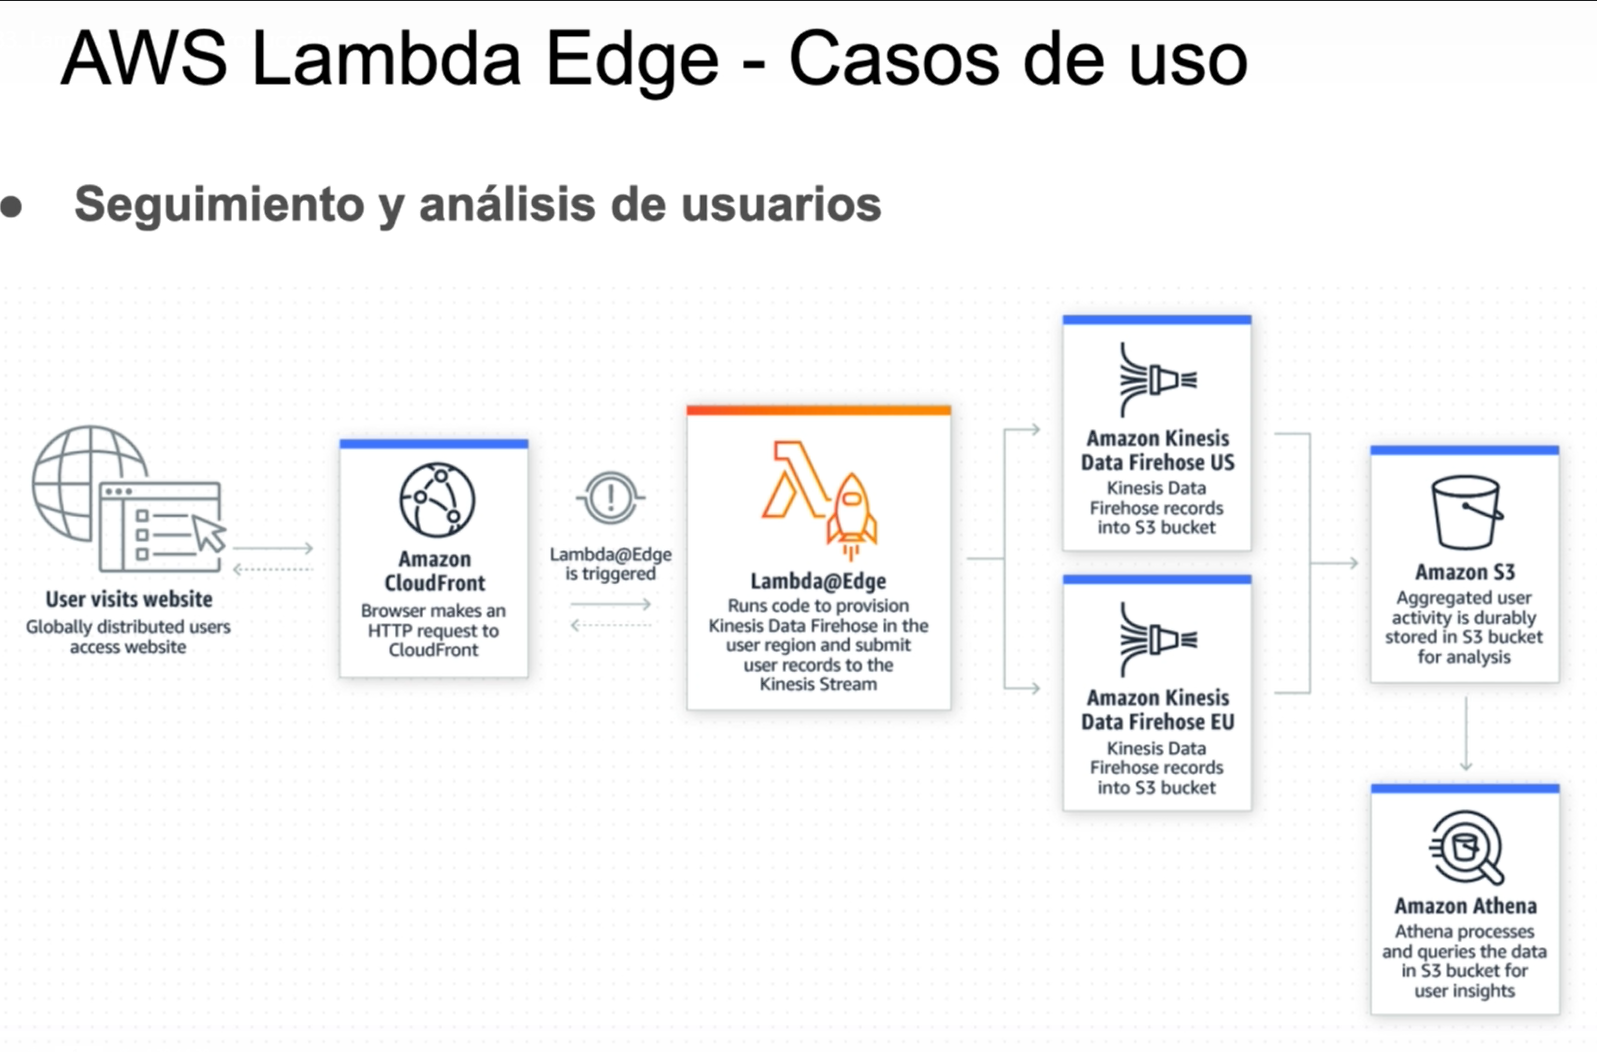 AWS Lambda Edge - Casos de uso
● Seguimiento y análisis de usuarios
User visits website
Globally distributed users
access website
Amazon
CloudFront
Browser makes an
HTTP request to
CloudFront
Lambda@Edge
is triggered
Lambda@Edge
Runs code to provision
Kinesis Data Firehose in the
user region and submit
user records to the
Kinesis Stream
Amazon Kinesis
Data Firehose US
Kinesis Data
Firehose records
into S3 bucket
Amazon Kinesis
Data Firehose EU
Kinesis Data
Firehose records
into S3 bucket
Amazon S3
Aggregated user
activity is durably
stored in S3 bucket
for analysis
Amazon Athena
Athena processes
and queries the data
in S3 bucket for
user insights